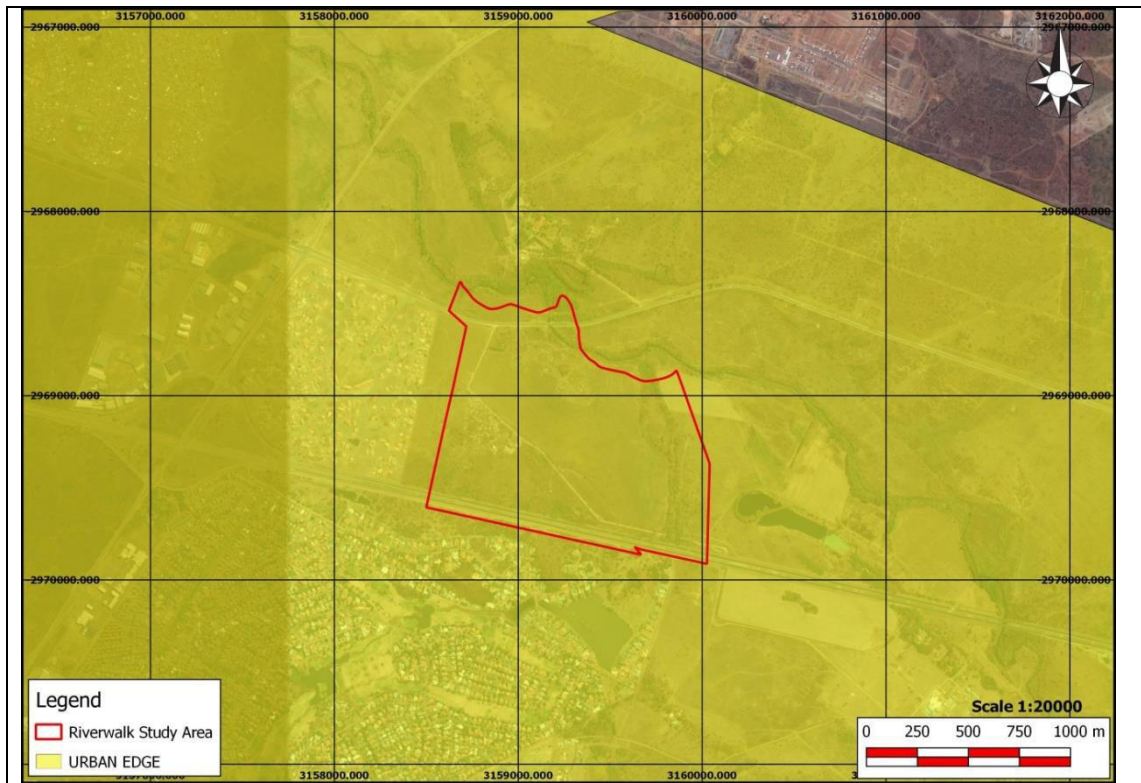 3157000.000 3158000.000 3159000.000 3160000.000 3161000.000 3162000.000
2967000.000 2967000.000
2968000.000 2968000.000
2969000.000 2969000.000
2970000.000 2970000.000
Legend
Riverwalk Study Area
URBAN EDGE
Scale 1:20000
0 250 500 750 1000 m
3158000.000 3159000.000 3160000.000